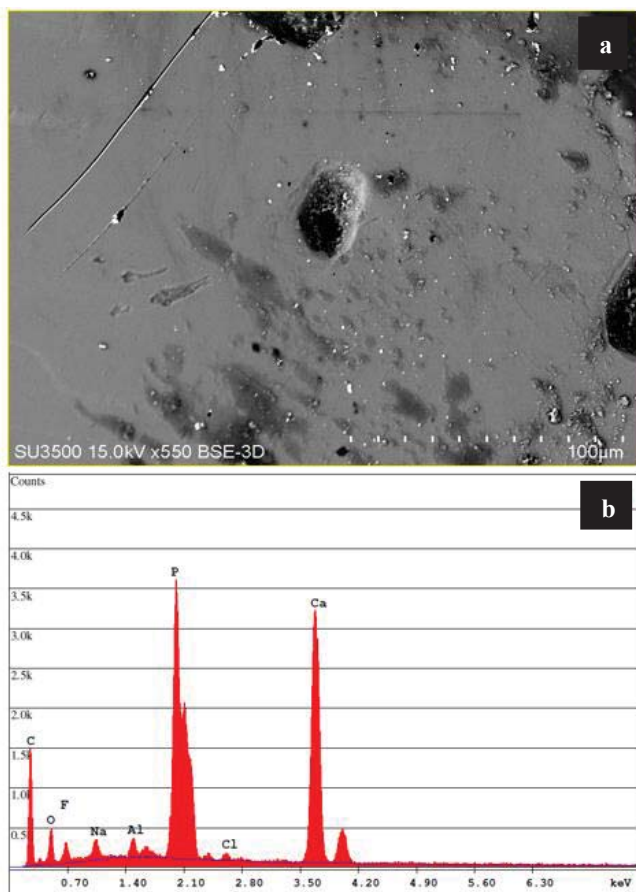 a
SU3500 15.0kV x550 BSE-3D 100µm
b
Counts
4.5k
4.0k
3.5k
3.0k
2.5k
2.0k
1.5k
1.0k
0.5k
C
O
F
Na
Al
P
Cl
Ca
0.70 1.40 2.10 2.80 3.50 4.20 4.90 5.60 6.30 keV